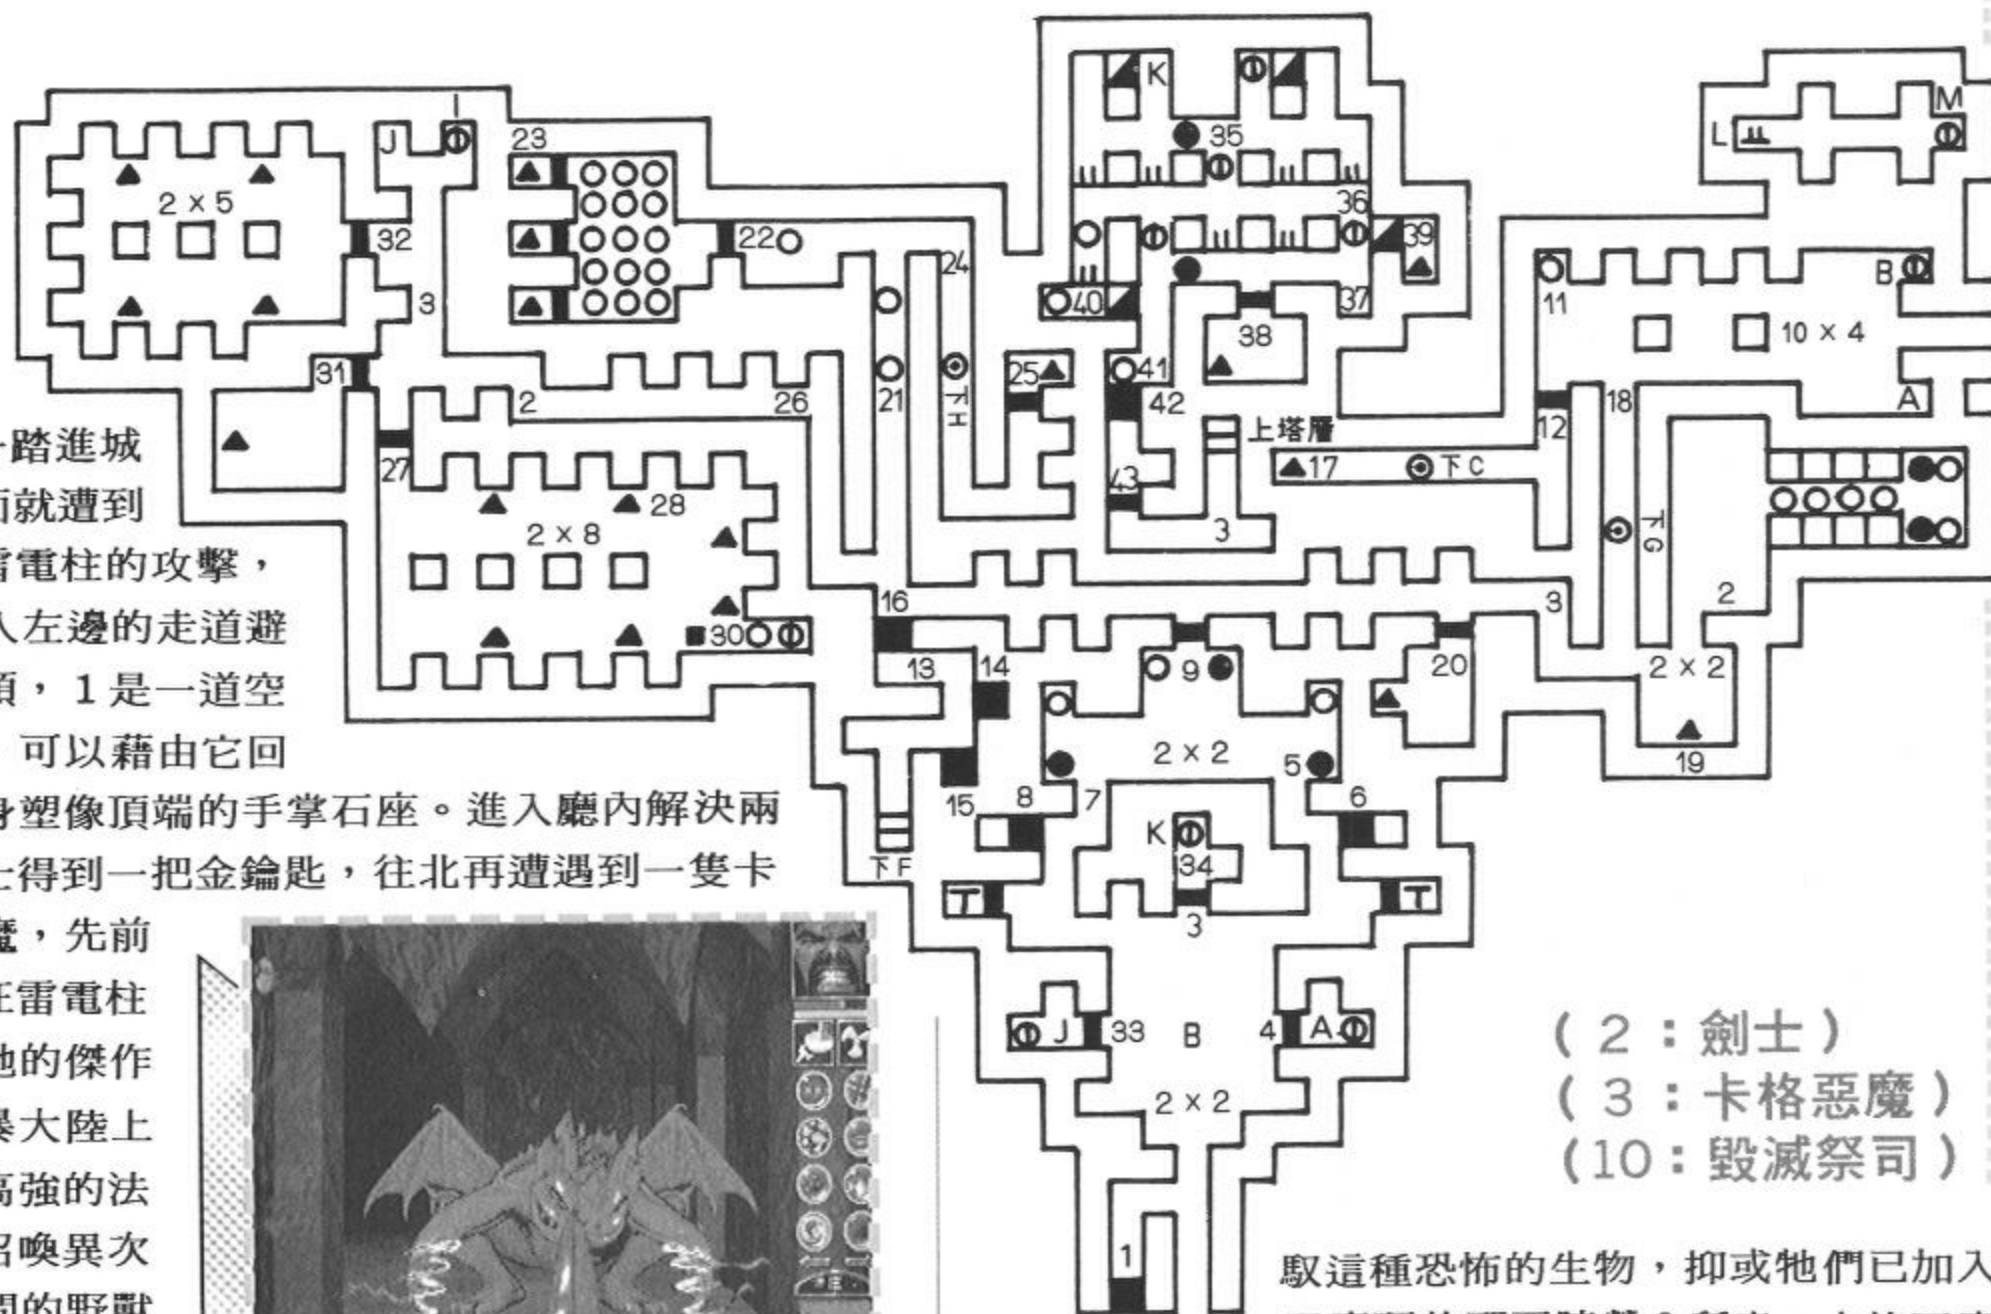 K
35
36
39
40
37
38
41
42
25
43
上塔層
17
下C
3
L
M
B
11
10 × 4
A
12
18
下G
2
3
2 × 2
19
I
J
23
2 × 5
32
3
31
22
24
下H
21
26
2
27
28
2 × 8
30
16
13
14
15
下F
9
20
2 × 2
5
7
8
6
K
34
3
T
T
J
33
B
4
A
2 × 2
1
踏進城
就遭到
雷電柱的攻擊，
左邊的走道避
，1是一道空
可以藉由它回
塑像頂端的手掌石座。進入廳內解決兩
得到一把金鑰匙，往北再遭遇到一隻卡
魔，先前
雷電柱
的傑作
大陸上
高強的法
召喚異次
的野獸
(2：劍士)
(3：卡格惡魔)
(10：毀滅祭司)
馭這種恐怖的生物，抑或牠們已加入